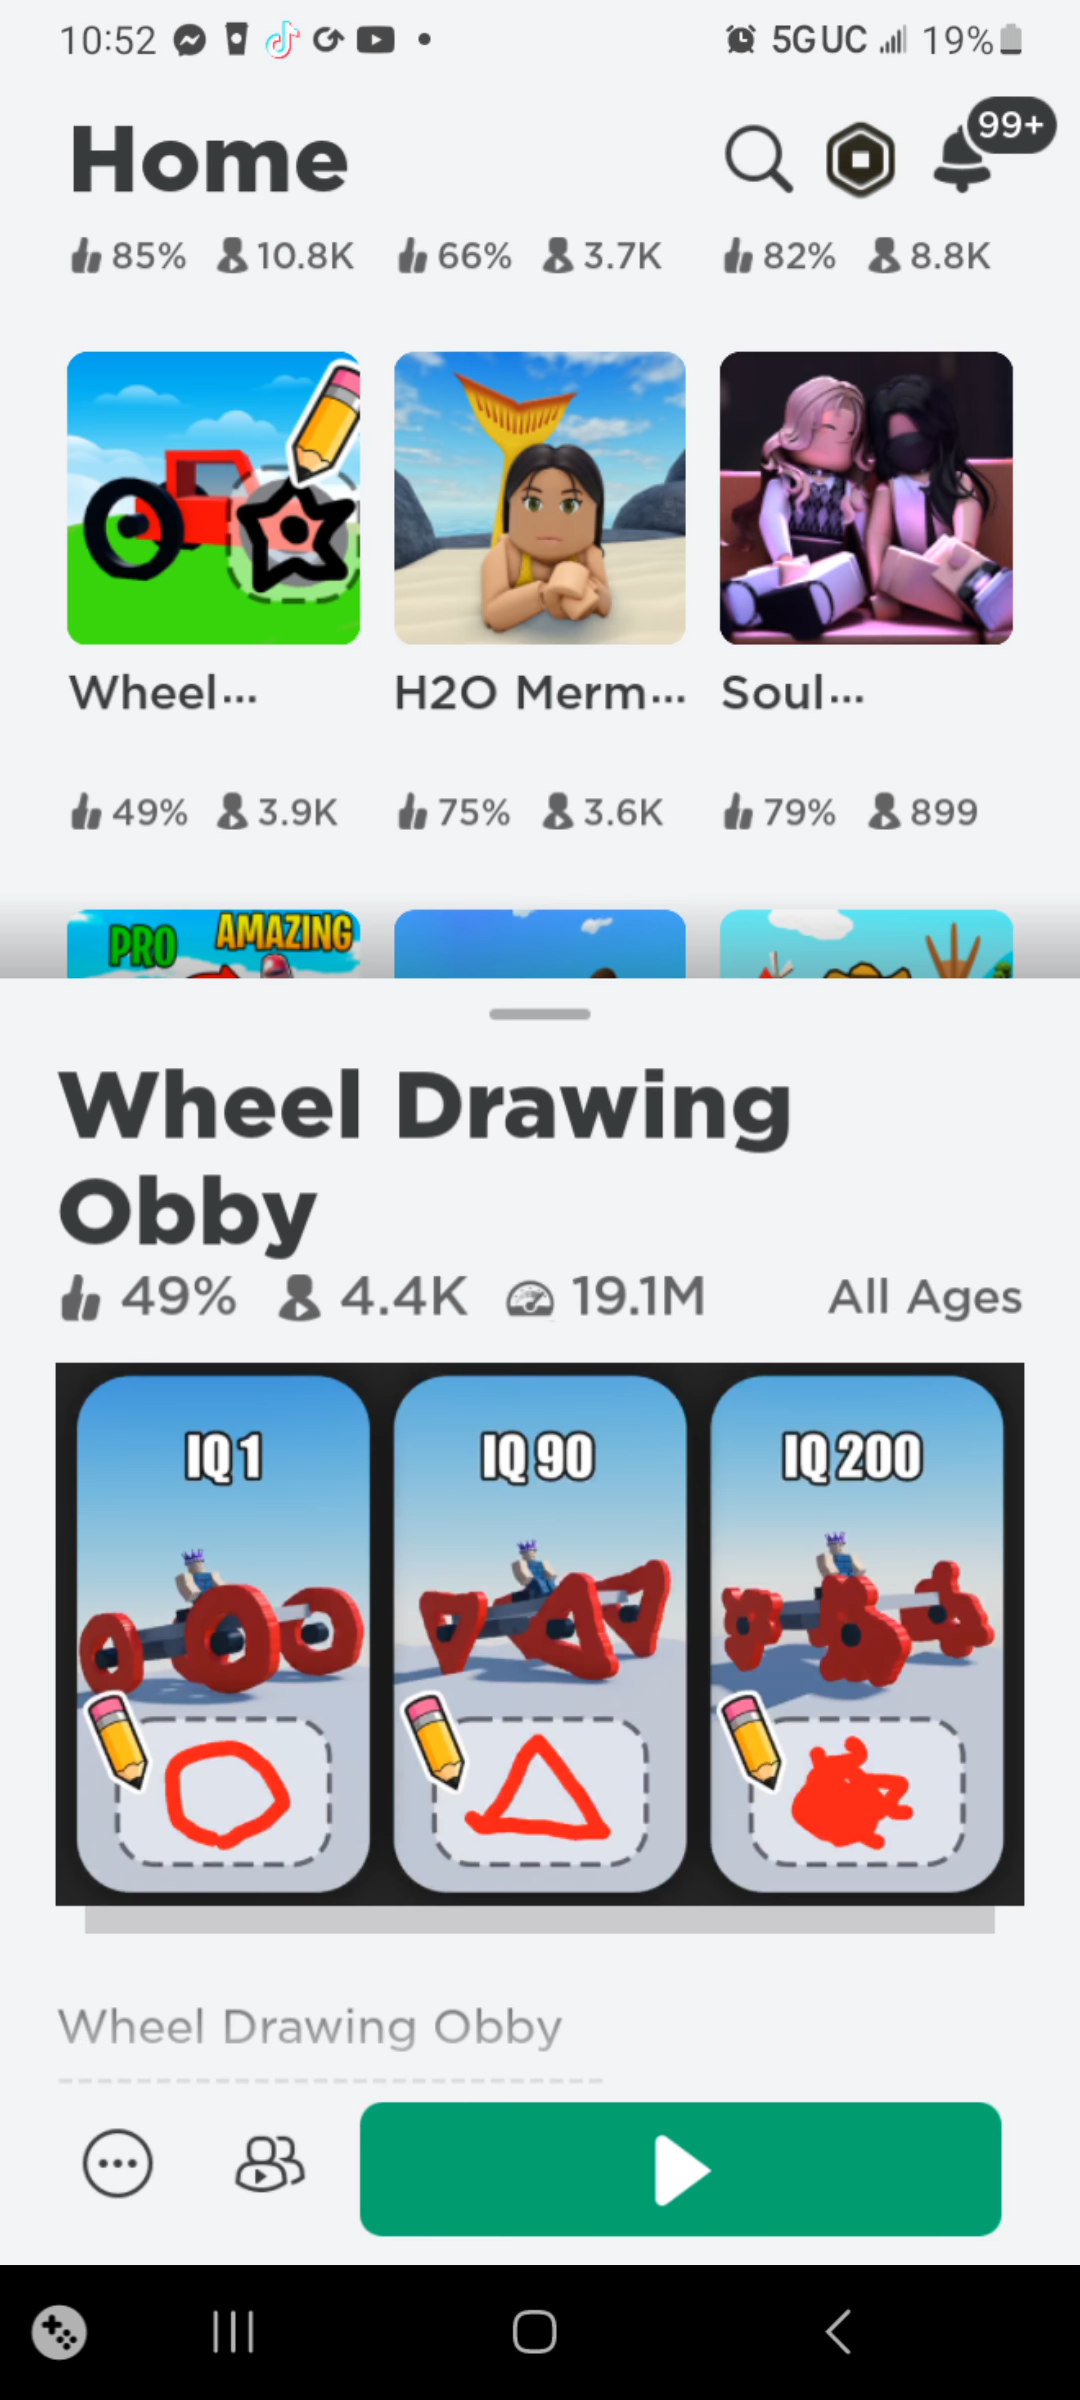 10:52 5G UC 19%
Home 99+
85% 10.8K 66% 3.7K 82% 8.8K
Wheel... H2O Merm... Soul...
49% 3.9K 75% 3.6K 79% 899
PRO AMAZING
Wheel Drawing
Obby
49% 4.4K 19.1M All Ages
IQ 1 IQ 90 IQ 200
Wheel Drawing Obby